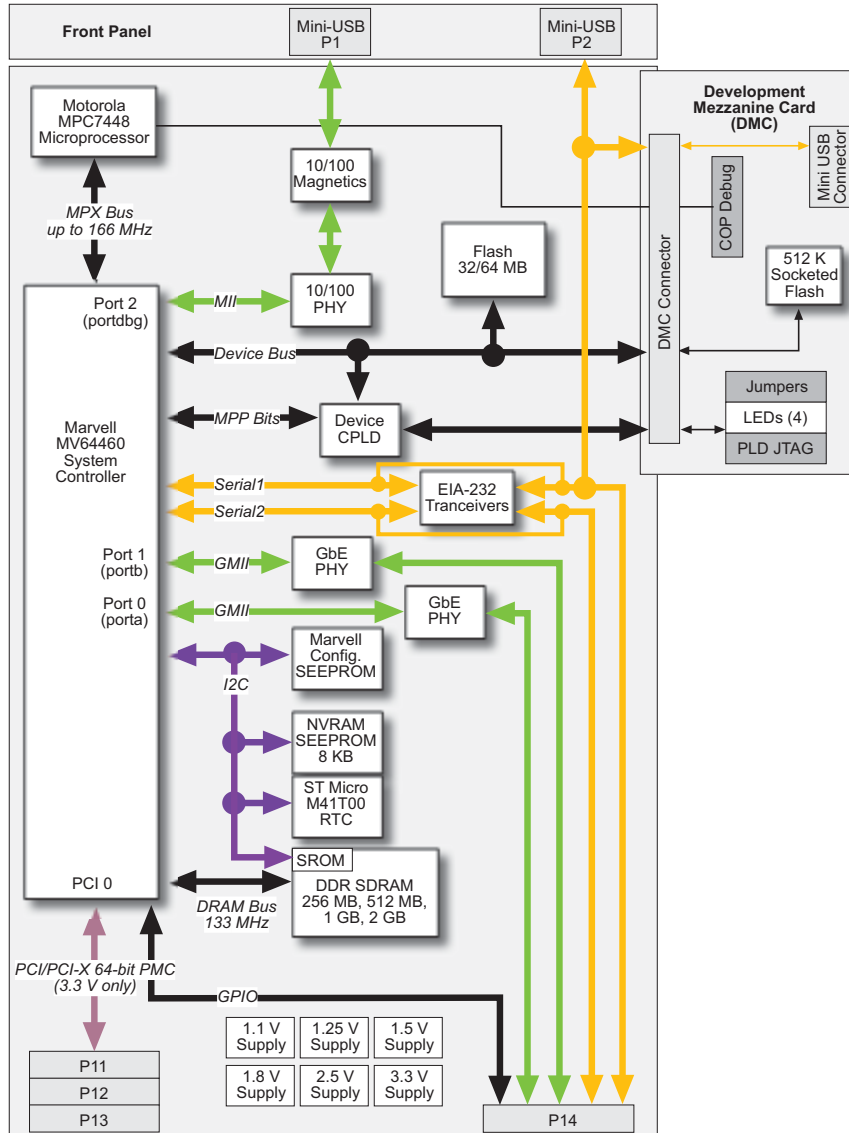 Front Panel
Mini-USB
P1
Mini-USB
P2
Motorola
MPC7448
Microprocessor
10/100
Magnetics
Development
Mezzanine Card
(DMC)
Mini USB
Connector
COP Debug
DMC Connector
512 K
Socketed
Flash
Jumpers
LEDs (4)
PLD JTAG
MPX Bus
up to 166 MHz
Flash
32/64 MB
Port 2
(portdbg)
MII
10/100
PHY
Device Bus
MPP Bits
Device
CPLD
Marvell
MV64460
System
Controller
Serial1
Serial2
EIA-232
Tranceivers
Port 1
(portb)
GMII
GbE
PHY
Port 0
(porta)
GMII
GbE
PHY
Marvell
Config.
SEEPROM
I2C
NVRAM
SEEPROM
8 KB
ST Micro
M41T00
RTC
SROM
DDR SDRAM
256 MB, 512 MB,
1 GB, 2 GB
PCI 0
DRAM Bus
133 MHz
PCI/PCI-X 64-bit PMC
(3.3 V only)
GPIO
1.1 V
Supply
1.25 V
Supply
1.5 V
Supply
1.8 V
Supply
2.5 V
Supply
3.3 V
Supply
P11
P12
P13
P14